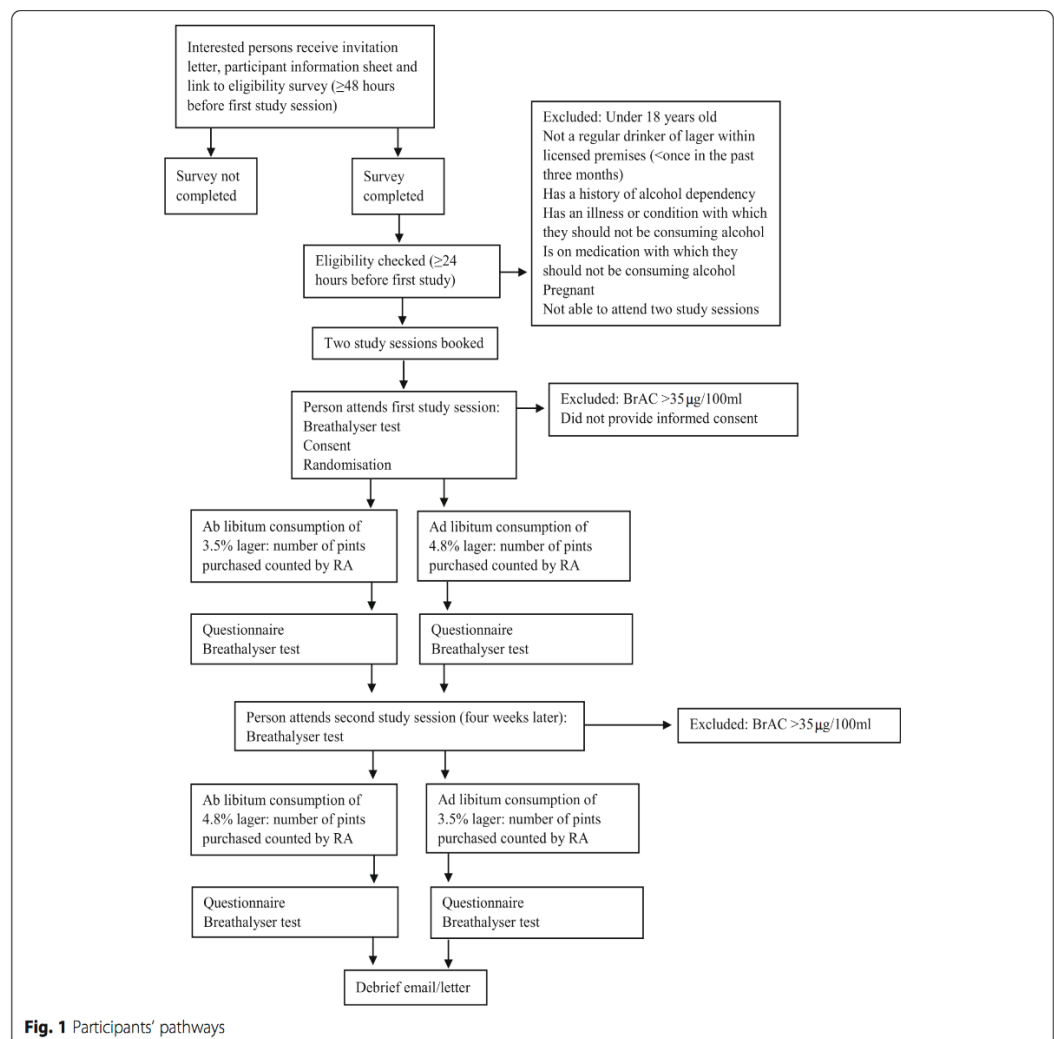 Interested persons receive invitation
letter, participant information sheet and
link to eligibility survey (≥48 hours
before first study session)
Survey not
completed
Survey
completed
Excluded: Under 18 years old
Not a regular drinker of lager within
licensed premises (<once in the past
three months)
Has a history of alcohol dependency
Has an illness or condition with which
they should not be consuming alcohol
Is on medication with which they
should not be consuming alcohol
Pregnant
Not able to attend two study sessions
Eligibility checked (≥24
hours before first study)
Two study sessions booked
Person attends first study session:
Breathalyser test
Consent
Randomisation
Excluded: BrAC >35µg/100ml
Did not provide informed consent
Ab libitum consumption of
3.5% lager: number of pints
purchased counted by RA
Ad libitum consumption of
4.8% lager: number of pints
purchased counted by RA
Questionnaire
Breathalyser test
Questionnaire
Breathalyser test
Person attends second study session (four weeks later):
Breathalyser test
Excluded: BrAC >35µg/100ml
Ab libitum consumption of
4.8% lager: number of pints
purchased counted by RA
Ad libitum consumption of
3.5% lager: number of pints
purchased counted by RA
Questionnaire
Breathalyser test
Questionnaire
Breathalyser test
Debrief email/letter
Fig. 1 Participants' pathways